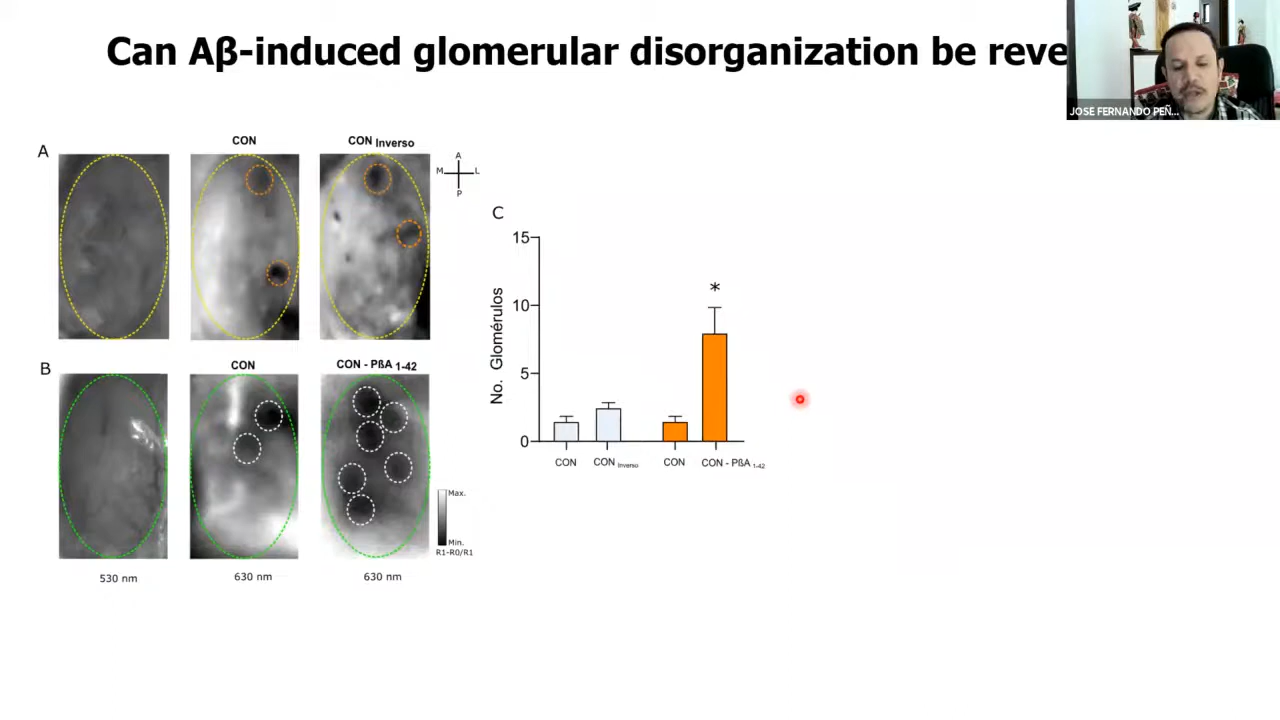 Can Aβ-induced glomerular disorganization be reve
JOSE FERNANDO PEÑ...
A
CON
CON Inverso
A
M
L
P
B
CON
CON - PßA 1-42
Max.
Min.
R1-R0/R1
530 nm
630 nm
630 nm
C
No. Glomérulos
15
10
5
0
*
CON
CON Inverso
CON
CON - PßA 1-42